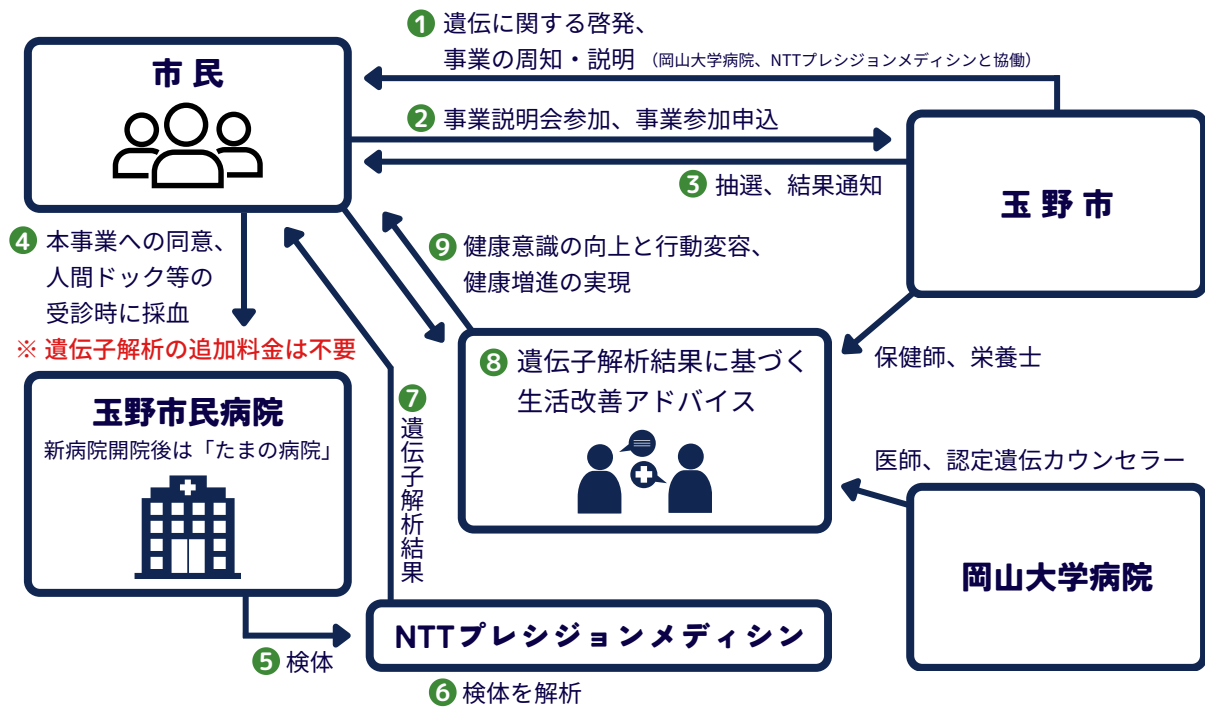 ❶ 遺伝に関する啓発、
事業の周知・説明 (岡山大学病院、NTTプレシジョンメディシンと協働)
市民
❷ 事業説明会参加、事業参加申込
❸ 抽選、結果通知
玉野市
❹ 本事業への同意、
人間ドック等の
受診時に採血
※ 遺伝子解析の追加料金は不要
❾ 健康意識の向上と行動変容、
健康増進の実現
玉野市民病院
新病院開院後は「たまの病院」
❼ 遺伝子解析結果
❽ 遺伝子解析結果に基づく
生活改善アドバイス
保健師、栄養士
医師、認定遺伝カウンセラー
岡山大学病院
NTTプレシジョンメディシン
❺ 検体
❻ 検体を解析